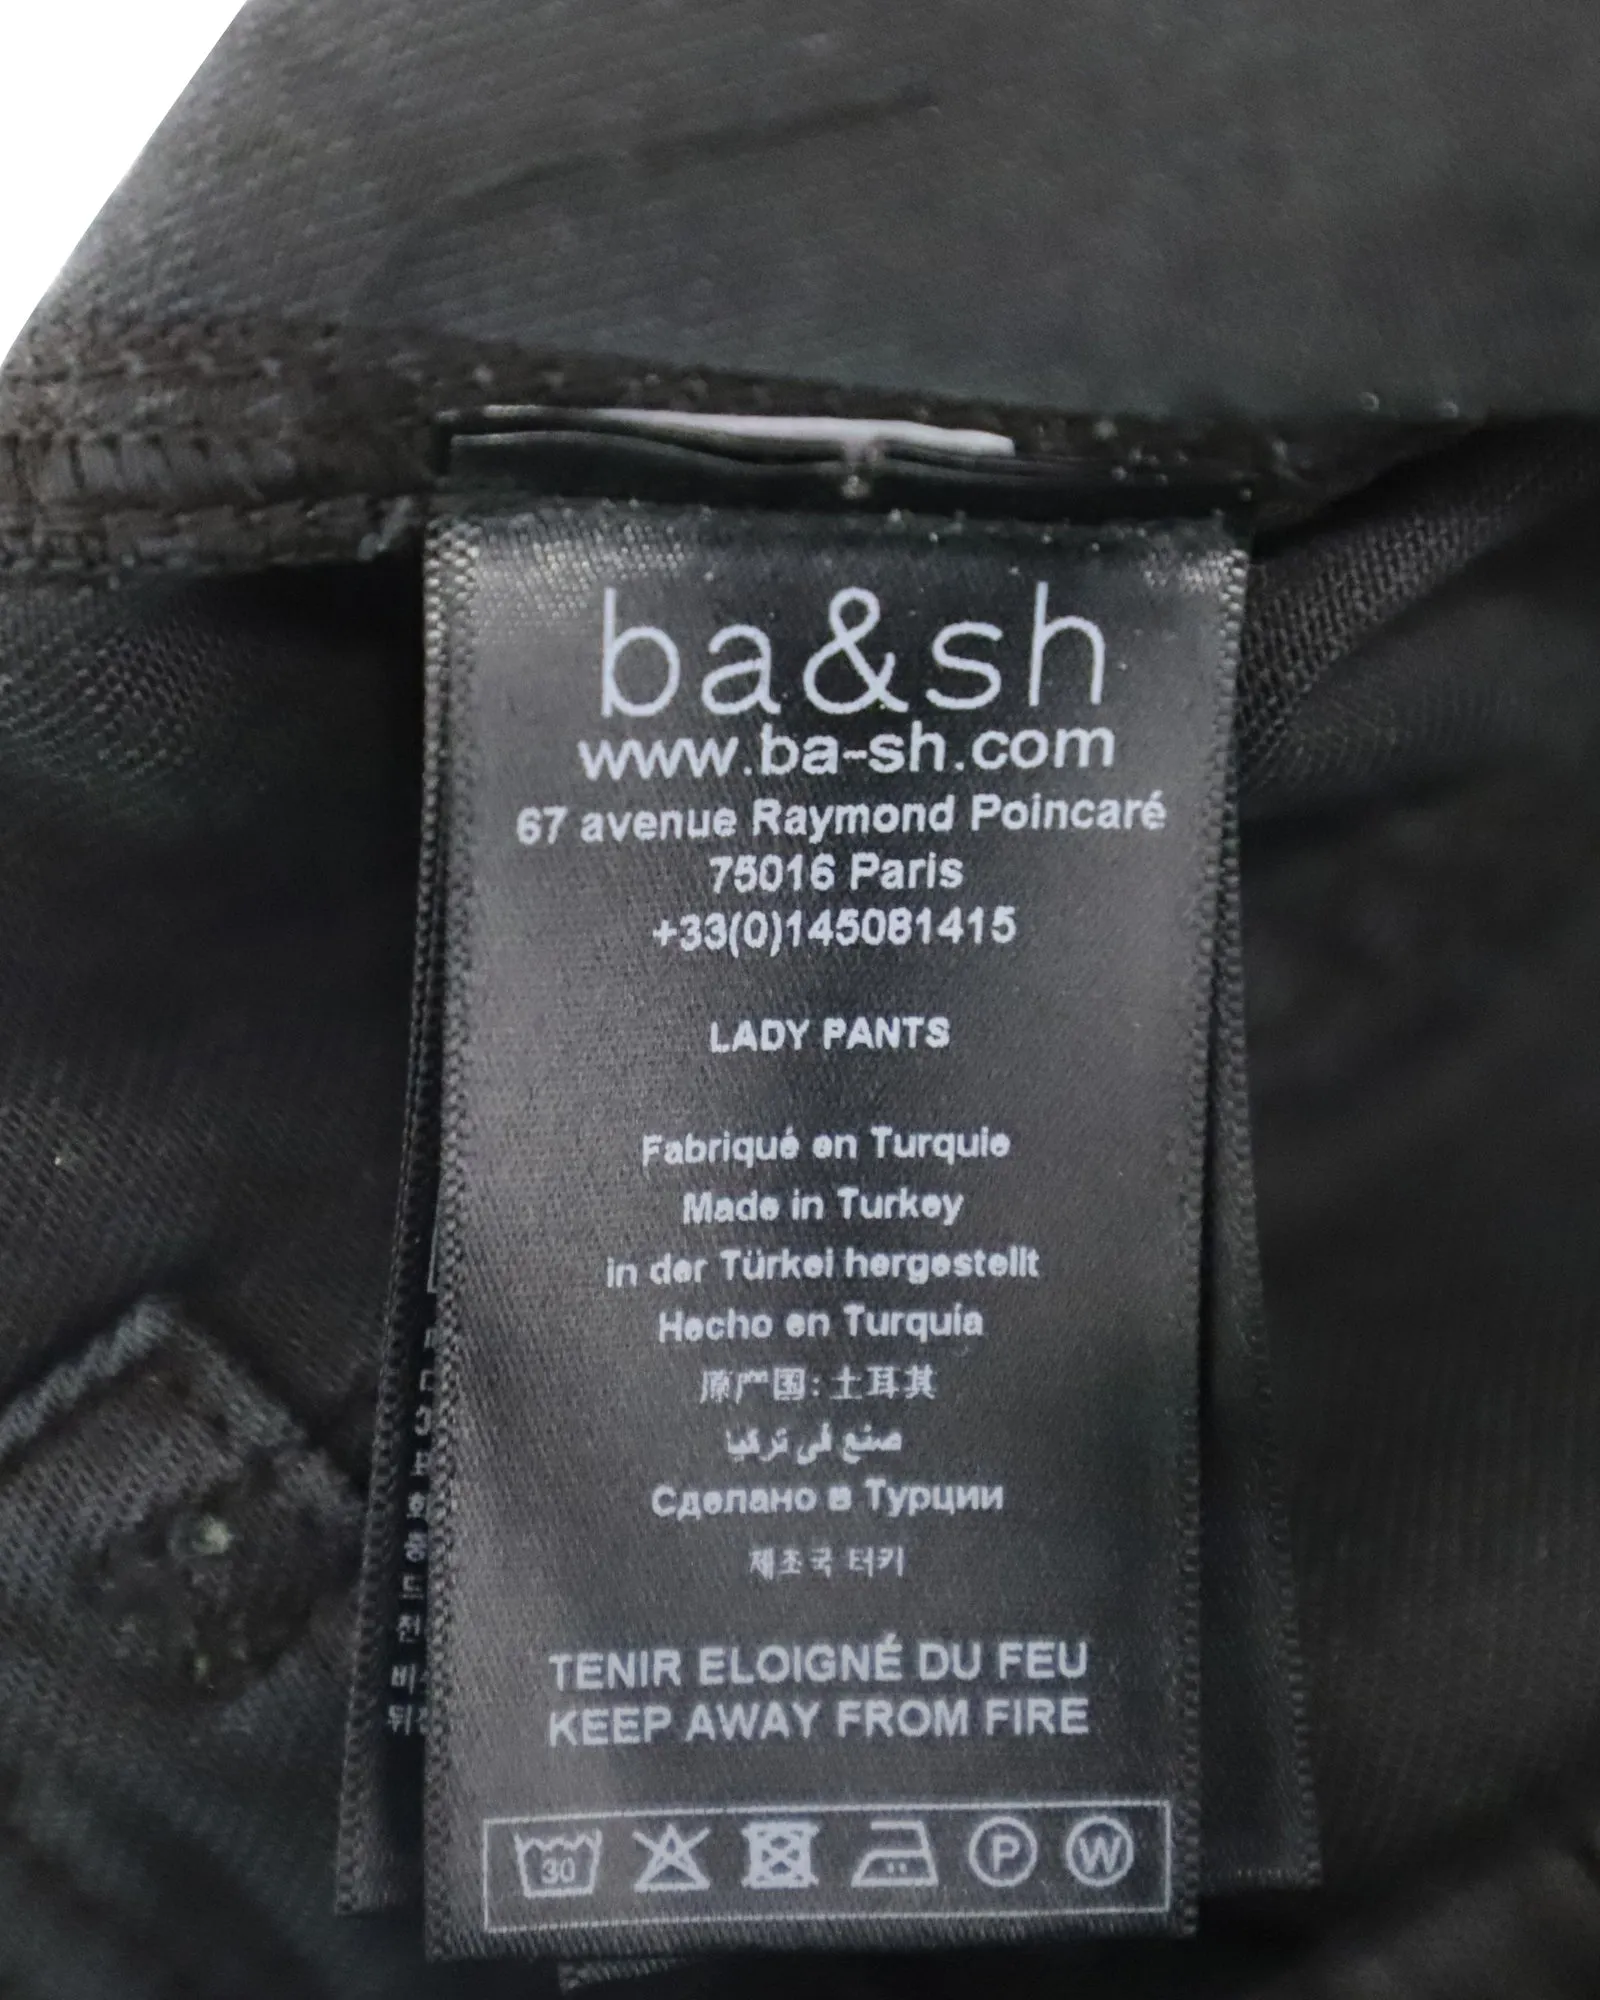 ba&sh
www.ba-sh.com
67 avenue Raymond Poincaré
75016 Paris
+33(0)145081415
LADY PANTS
Fabriqué en Turquie
Made in Turkey
in der Türkei hergestellt
Hecho en Turquía
原产国:土耳其
صنع في تركيا
Сделано в Турции
제조국 터키
TENIR ELOIGNÉ DU FEU
KEEP AWAY FROM FIRE
30
P W